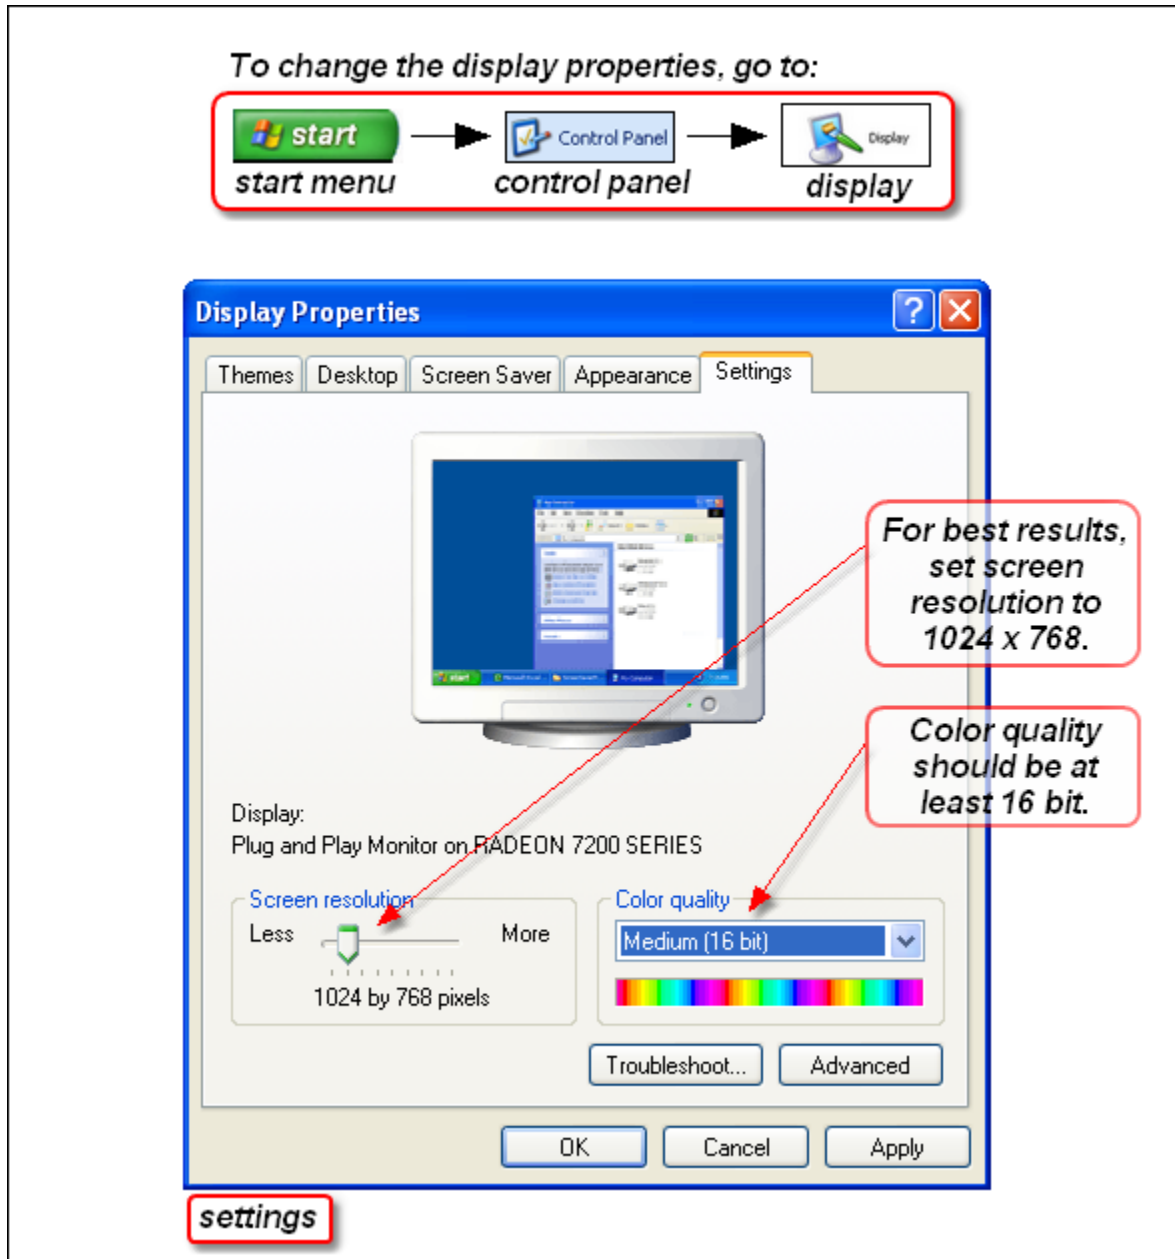 To change the display properties, go to:
start
Control Panel
Display
start menu
control panel
display
Display Properties
Themes
Desktop
Screen Saver
Appearance
Settings
For best results,
set screen
resolution to
1024 x 768.
Color quality
should be at
least 16 bit.
Display:
Plug and Play Monitor on RADEON 7200 SERIES
Screen resolution
Less
More
1024 by 768 pixels
Color quality
Medium (16 bit)
Troubleshoot...
Advanced
OK
Cancel
Apply
settings